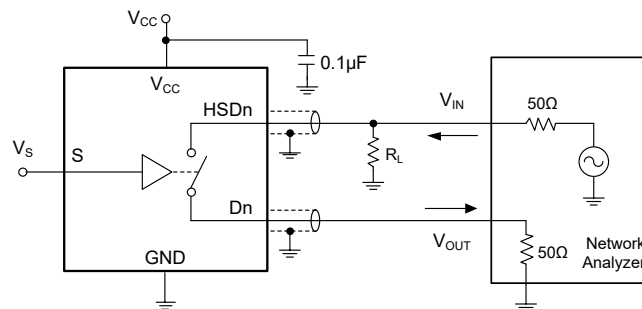 VCC
VCC
0.1μF
HSDn
VIN
50Ω
VS
S
RL
Dn
VOUT
50Ω
GND
Network
Analyzer